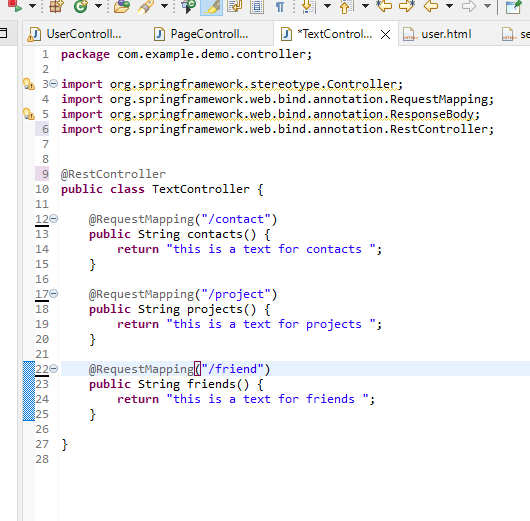 UserControll...
PageControll...
*TextControl...
user.html
se
1 package com.example.demo.controller;
2
3 import org.springframework.stereotype.Controller;
4 import org.springframework.web.bind.annotation.RequestMapping;
5 import org.springframework.web.bind.annotation.ResponseBody;
6 import org.springframework.web.bind.annotation.RestController;
7
8
9 @RestController
10 public class TextController {
11
12 @RequestMapping("/contact")
13 public String contacts() {
14 return "this is a text for contacts ";
15 }
16
17 @RequestMapping("/project")
18 public String projects() {
19 return "this is a text for projects ";
20 }
21
22 @RequestMapping("/friend")
23 public String friends() {
24 return "this is a text for friends ";
25 }
26
27 }
28